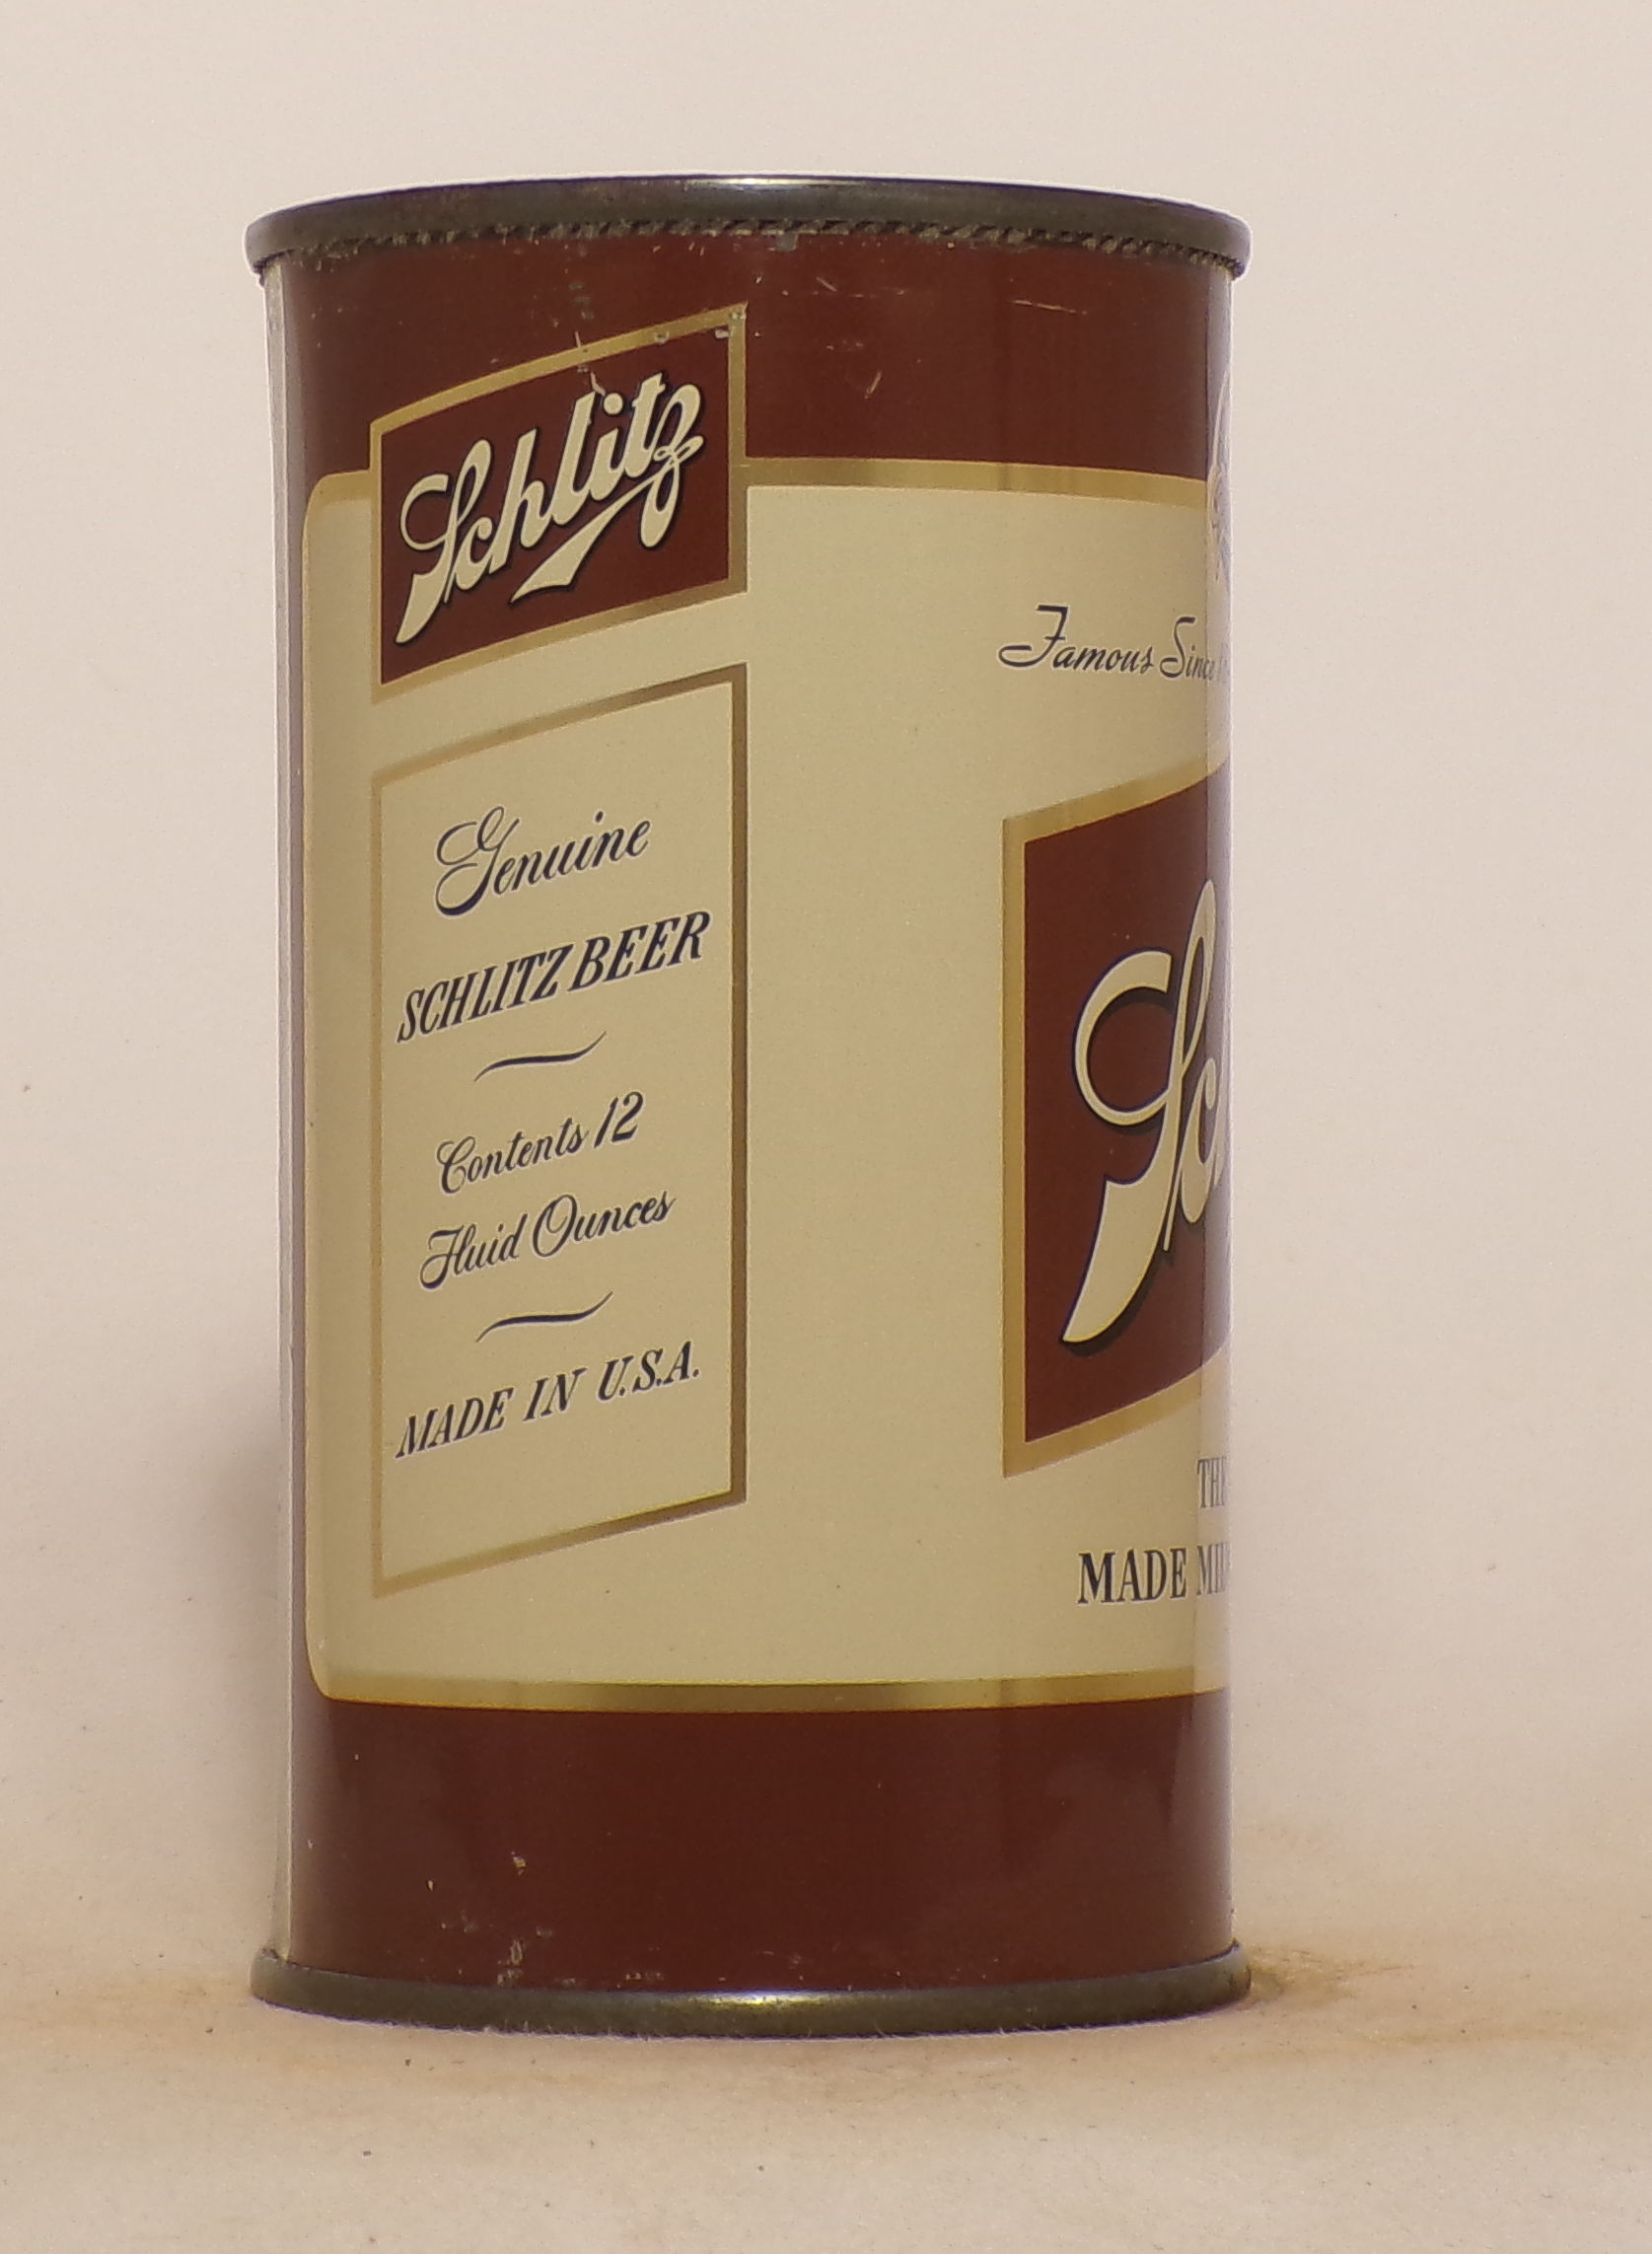 Schlitz
Genuine
SCHLITZ BEER
Contents 12
Fluid Ounces
MADE IN U.S.A.
Famous Since
MADE